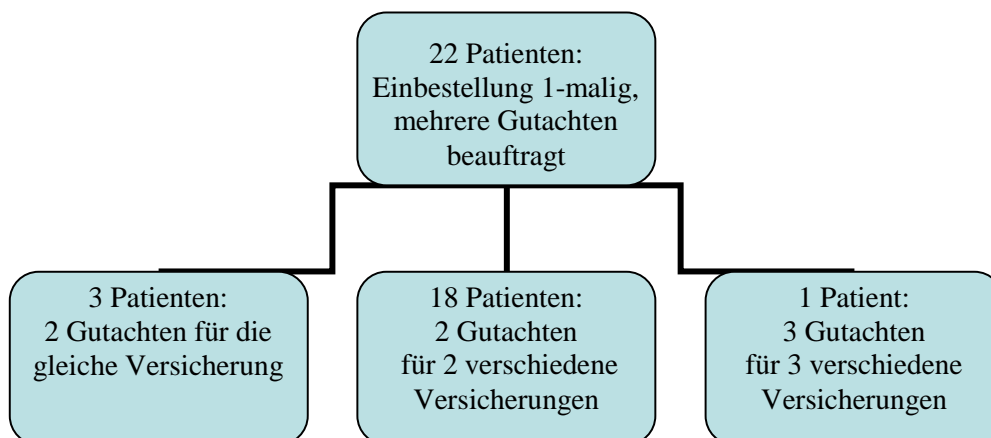 22 Patienten:
Einbestellung 1-malig,
mehrere Gutachten
beauftragt
3 Patienten:
2 Gutachten für die
gleiche Versicherung
18 Patienten:
2 Gutachten
für 2 verschiedene
Versicherungen
1 Patient:
3 Gutachten
für 3 verschiedene
Versicherungen